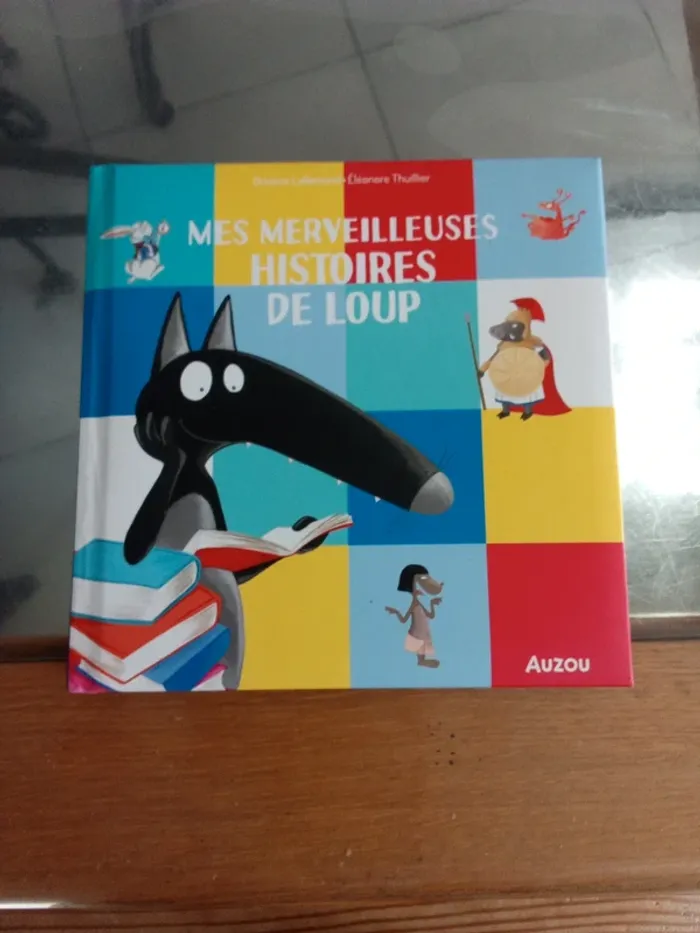 Orianne Lallemand • Éléonore Thuillier
MES MERVEILLEUSES
HISTOIRES
DE LOUP
AUZOU